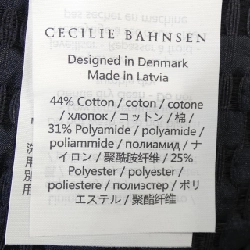 CECILIE BAHNSEN
Designed in Denmark
Made in Latvia
44% Cotton / coton / cotone
/ хлопок / コットン / 棉 /
31% Polyamide / polyamide /
poliammide / полиамид / ナ
イロン / 聚酰胺纤维 / 25%
Polyester / polyester /
poliestere / полиэстер / ポリ
エステル / 聚酯纤维